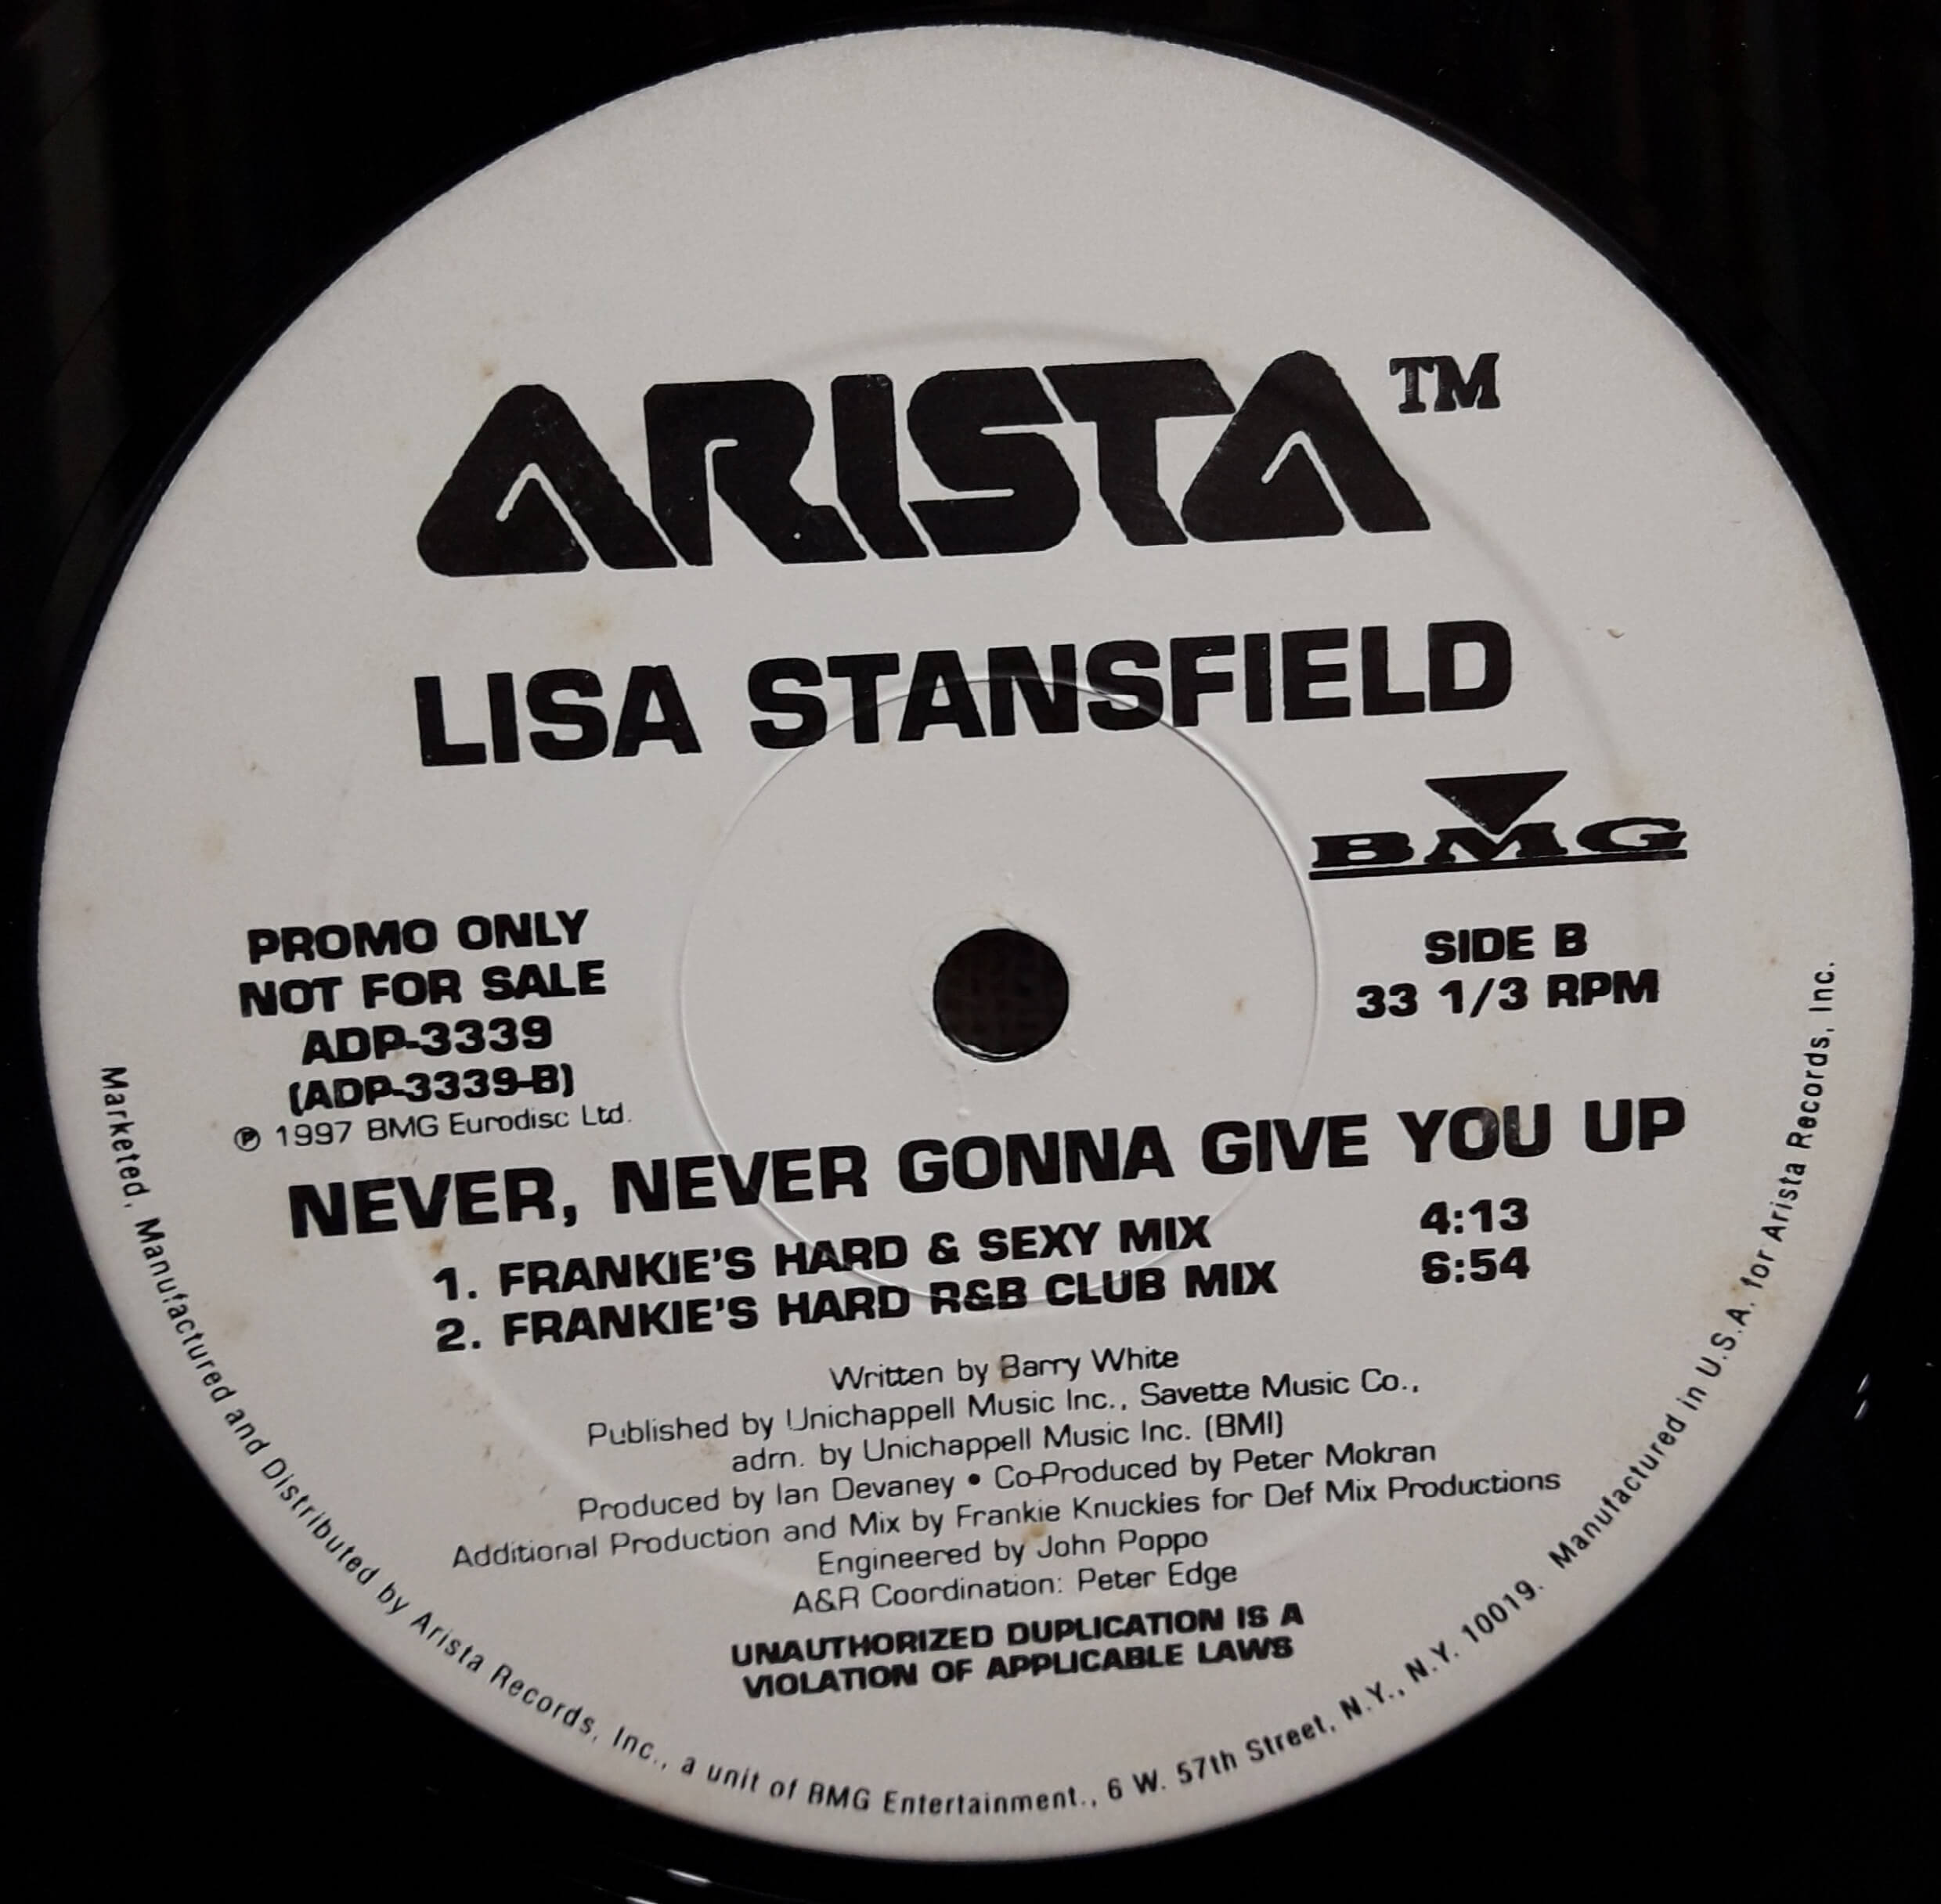 ARISTA™
LISA STANSFIELD
BMG
PROMO ONLY
NOT FOR SALE
ADP-3339
(ADP-3339-B)
℗ 1997 BMG Eurodisc Ltd.
SIDE B
33 1/3 RPM
NEVER, NEVER GONNA GIVE YOU UP
1. FRANKIE'S HARD & SEXY MIX 4:13
2. FRANKIE'S HARD R&B CLUB MIX 6:54
Written by Barry White
Published by Unichappell Music Inc., Savette Music Co.,
adm. by Unichappell Music Inc. (BMI)
Produced by Ian Devaney • Co-Produced by Peter Mokran
Additional Production and Mix by Frankie Knuckles for Def Mix Productions
Engineered by John Poppo
A&R Coordination: Peter Edge
UNAUTHORIZED DUPLICATION IS A
VIOLATION OF APPLICABLE LAWS
Marketed, Manufactured and Distributed by Arista Records, Inc., a unit of BMG Entertainment., 6 W. 57th Street, N.Y., N.Y. 10019. Manufactured in U.S.A. for Arista Records, Inc.